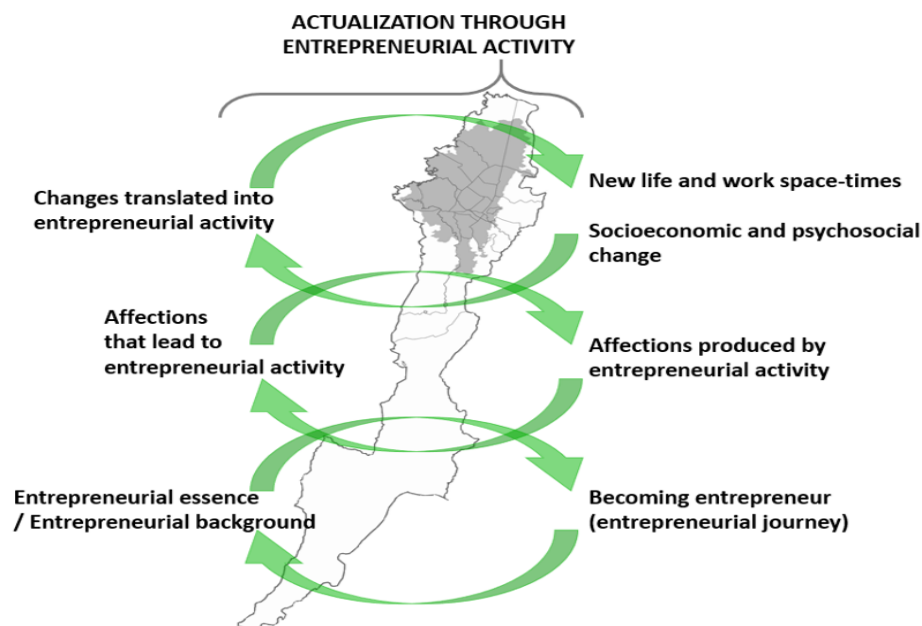 ACTUALIZATION THROUGH
ENTREPRENEURIAL ACTIVITY
Changes translated into
entrepreneurial activity
New life and work space-times
Socioeconomic and psychosocial
change
Affections
that lead to
entrepreneurial activity
Affections produced by
entrepreneurial activity
Entrepreneurial essence
/ Entrepreneurial background
Becoming entrepreneur
(entrepreneurial journey)